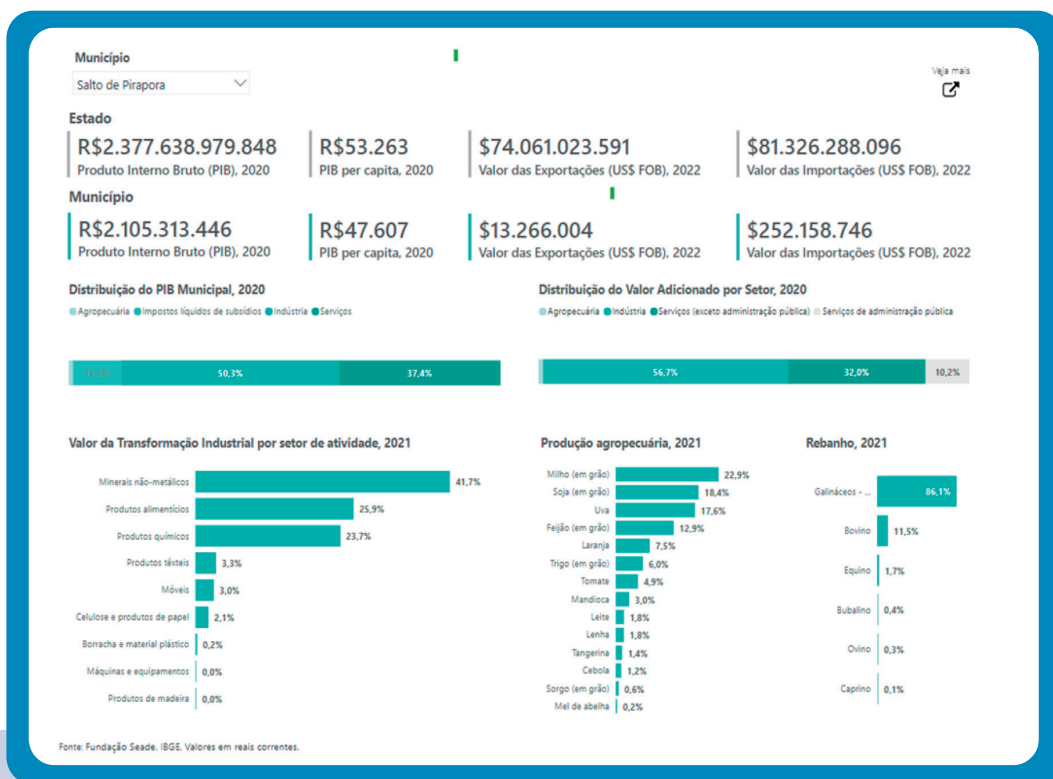 Município
Salto de Pirapora
Veja mais
Estado
R$2.377.638.979.848
Produto Interno Bruto (PIB), 2020
R$53.263
PIB per capita, 2020
$74.061.023.591
Valor das Exportações (US$ FOB), 2022
$81.326.288.096
Valor das Importações (US$ FOB), 2022
Município
R$2.105.313.446
Produto Interno Bruto (PIB), 2020
R$47.607
PIB per capita, 2020
$13.266.004
Valor das Exportações (US$ FOB), 2022
$252.158.746
Valor das Importações (US$ FOB), 2022
Distribuição do PIB Municipal, 2020
Agropecuária Impostos líquidos de subsídios Indústria Serviços
50,3% 37,4%
Distribuição do Valor Adicionado por Setor, 2020
Agropecuária Indústria Serviços (exceto administração pública) Serviços de administração pública
56,7% 32,0% 10,2%
Valor da Transformação Industrial por setor de atividade, 2021
Minerais não-metálicos 41,7%
Produtos alimentícios 25,9%
Produtos químicos 23,7%
Produtos têxteis 3,3%
Móveis 3,0%
Celulose e produtos de papel 2,1%
Borracha e material plástico 0,2%
Máquinas e equipamentos 0,0%
Produtos de madeira 0,0%
Produção agropecuária, 2021
Milho (em grão) 22,9%
Soja (em grão) 18,4%
Uva 17,6%
Feijão (em grão) 12,9%
Laranja 7,5%
Trigo (em grão) 6,0%
Tomate 4,9%
Mandioca 3,0%
Leite 1,8%
Lenha 1,8%
Tangerina 1,4%
Cebola 1,2%
Sorgo (em grão) 0,6%
Mel de abelha 0,2%
Rebanho, 2021
Galináceos - ... 86,1%
Bovino 11,5%
Equino 1,7%
Bubalino 0,4%
Ovino 0,3%
Caprino 0,1%
Fonte: Fundação Seade. IBGE. Valores em reais correntes.